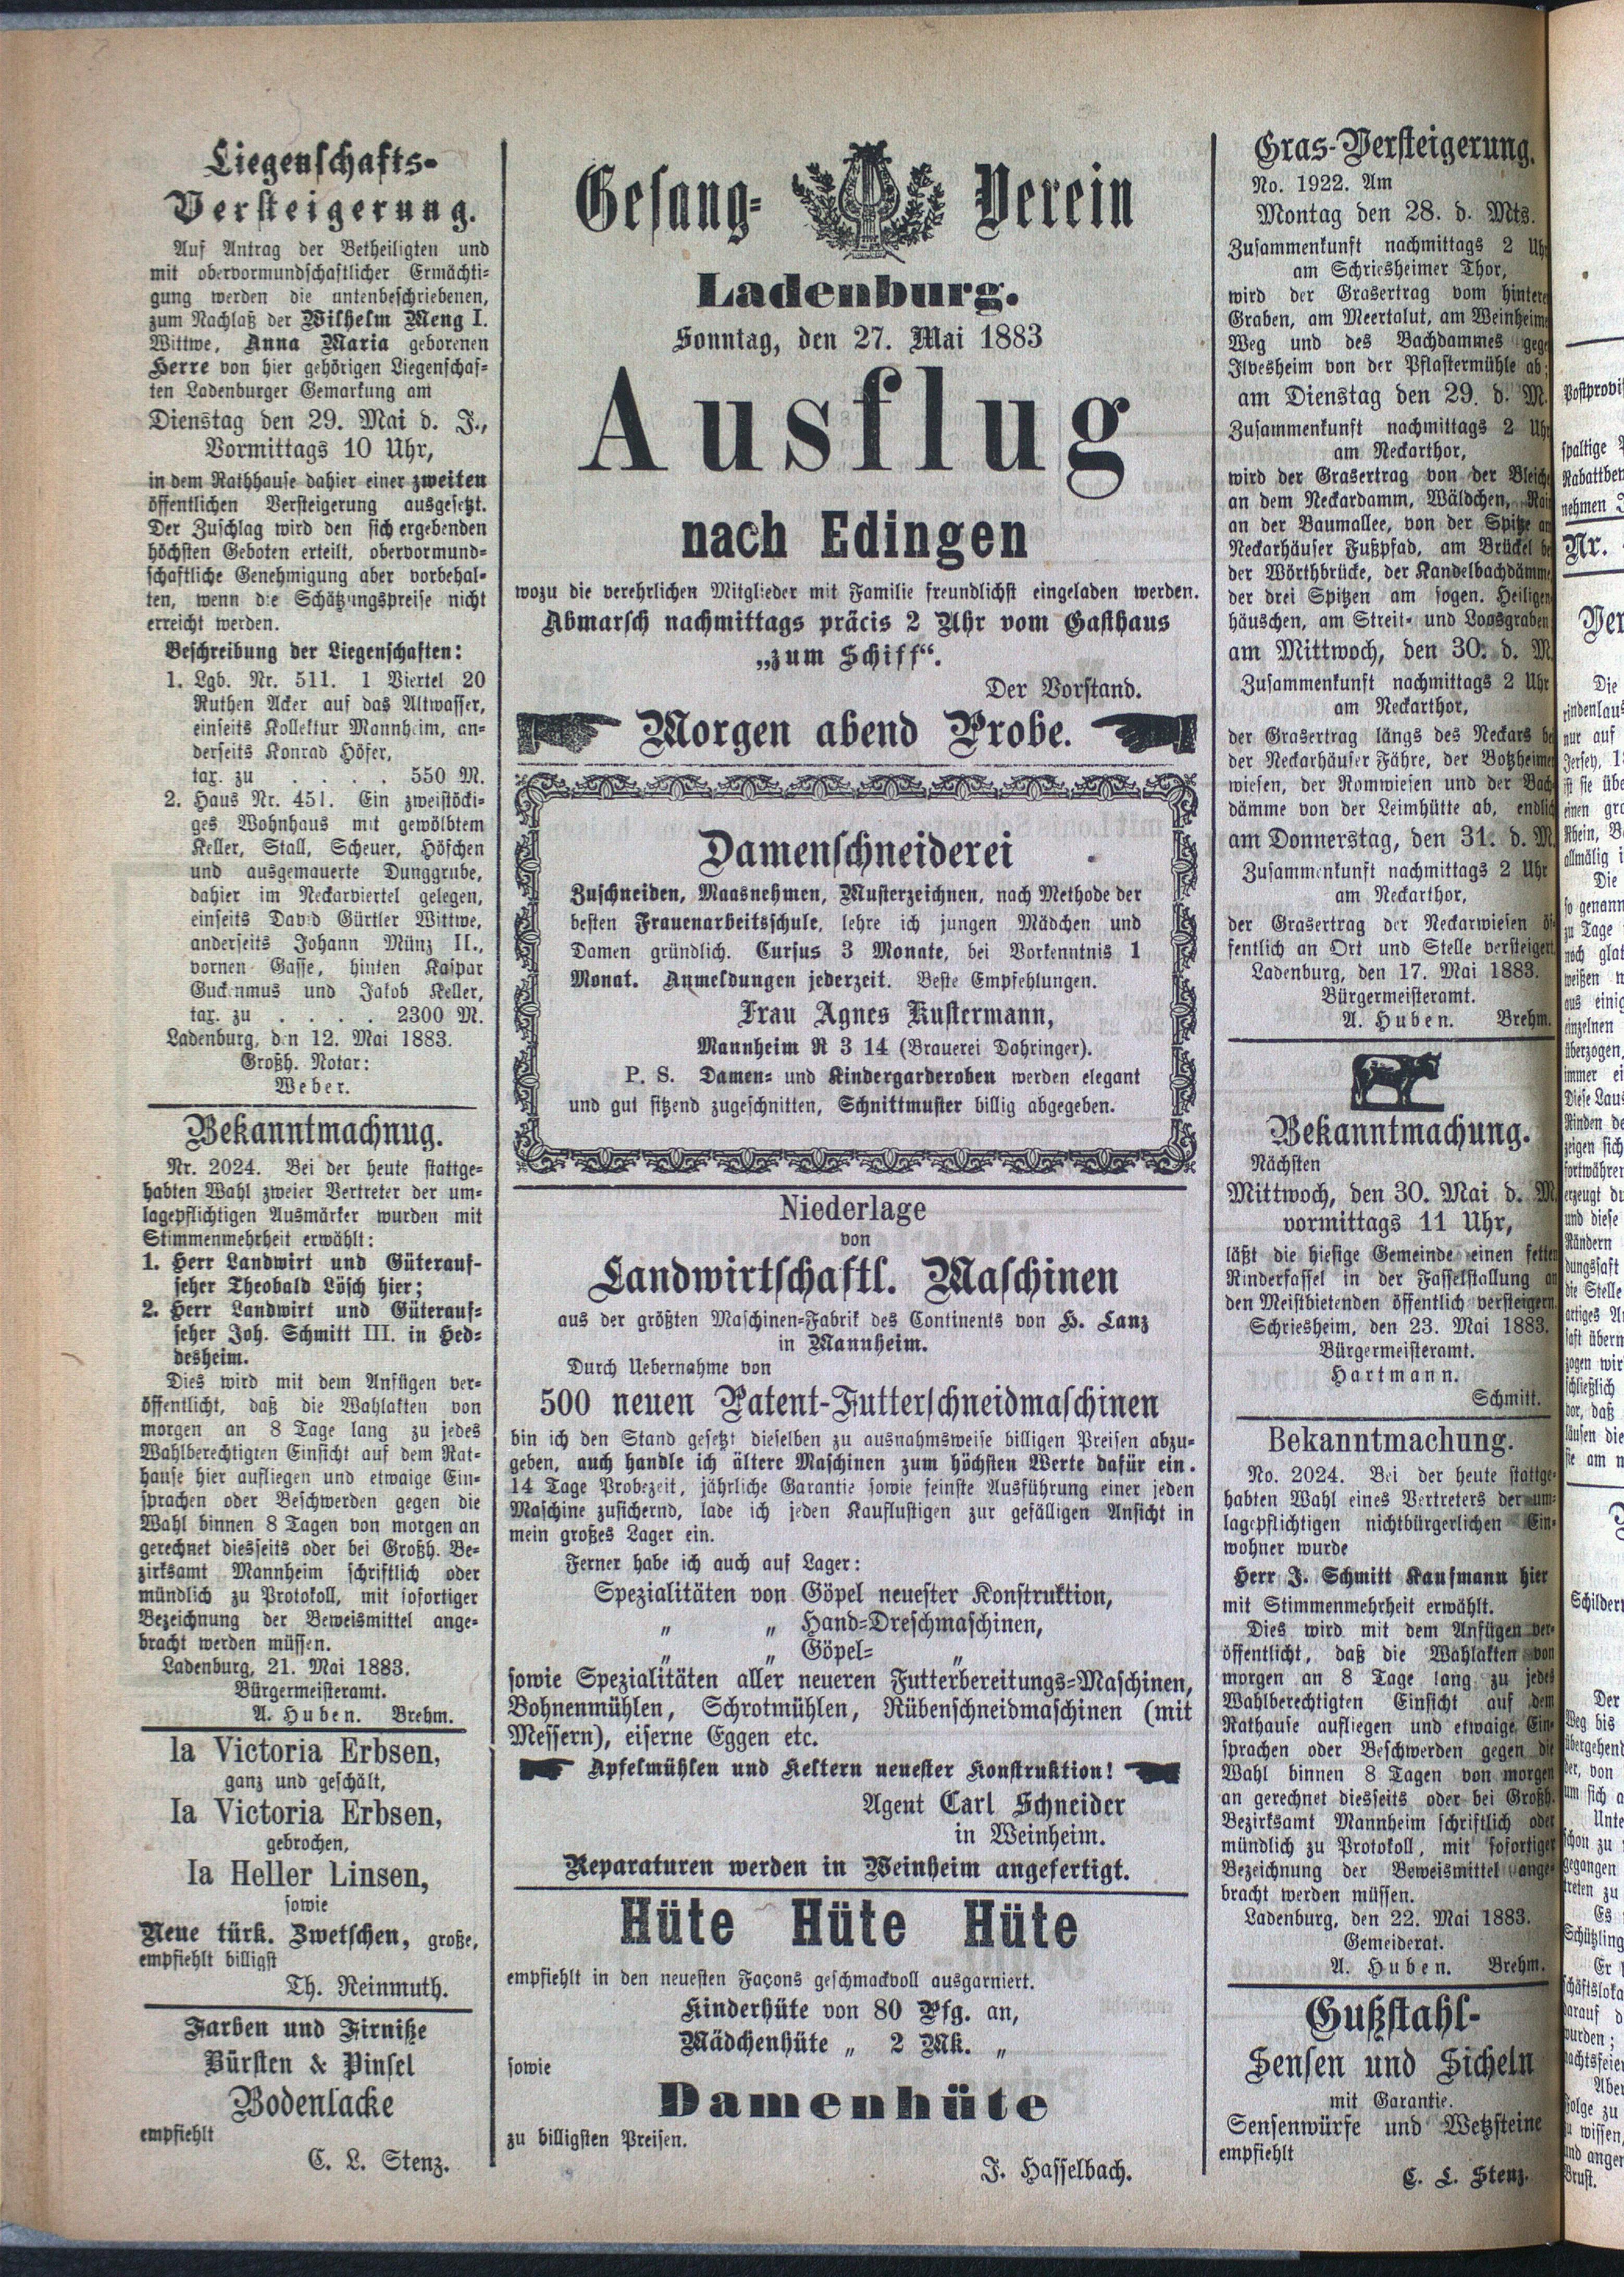 Liegenschafts-
Versteigerung.
Auf Antrag der Betheiligten und
mit obervormundschaftlicher Ermächti-
gung werden die untenbeschriebenen,
zum Nachlaß der Wilhelm Meng I.
Wittwe, Anna Maria geborenen
Herre von hier gehörigen Liegenschaf-
ten Ladenburger Gemarkung am
Dienstag den 29. Mai d. J.,
Vormittags 10 Uhr,
in dem Rathhause dahier einer zweiten
öffentlichen Versteigerung ausgesetzt.
Der Zuschlag wird den sich ergebenden
höchsten Geboten erteilt, obervormund-
schaftliche Genehmigung aber vorbehal-
ten, wenn die Schätzungspreise nicht
erreicht werden.
Beschreibung der Liegenschaften:
1. Lgb. Nr. 511. 1 Viertel 20
Ruthen Acker auf das Altwasser,
einseits Kollektur Mannheim, an-
derseits Konrad Höfer,
tax. zu . . . . 550 M.
2. Haus Nr. 451. Ein zweistöcki-
ges Wohnhaus mit gewölbtem
Keller, Stall, Scheuer, Höfchen
und ausgemauerte Dunggrube,
dahier im Neckarviertel gelegen,
einseits David Gürtler Wittwe,
anderseits Johann Münz II.,
vornen Gasse, hinten Kaspar
Guckenmus und Jakob Keller,
tax. zu . . . . 2300 M.
Ladenburg, den 12. Mai 1883.
Großh. Notar:
Weber.
Bekanntmachnug.
Nr. 2024. Bei der heute stattge-
habten Wahl zweier Vertreter der um-
lagepflichtigen Ausmärker wurden mit
Stimmenmehrheit erwählt:
1. Herr Landwirt und Güterauf-
seher Theobald Lösch hier;
2. Herr Landwirt und Güterauf-
seher Joh. Schmitt III. in Hed-
desheim.
Dies wird mit dem Anfügen ver-
öffentlicht, daß die Wahlakten von
morgen an 8 Tage lang zu jedes
Wahlberechtigten Einsicht auf dem Rat-
hause hier aufliegen und etwaige Ein-
sprachen oder Beschwerden gegen die
Wahl binnen 8 Tagen von morgen an
gerechnet diesseits oder bei Großh. Be-
zirksamt Mannheim schriftlich oder
mündlich zu Protokoll, mit sofortiger
Bezeichnung der Beweismittel ange-
bracht werden müssen.
Ladenburg, 21. Mai 1883.
Bürgermeisteramt.
A. Huben. Brehm.
Ia Victoria Erbsen,
ganz und geschält,
Ia Victoria Erbsen,
gebrochen,
Ia Heller Linsen,
sowie
Neue türk. Zwetschen, große,
empfiehlt billigst
Th. Reinmuth.
Farben und Firniße
Bürsten & Pinsel
Bodenlacke
empfiehlt
C. L. Stenz.
Gesang- Verein
Ladenburg.
Sonntag, den 27. Mai 1883
Ausflug
nach Edingen
wozu die verehrlichen Mitglieder mit Familie freundlichst eingeladen werden.
Abmarsch nachmittags präcis 2 Uhr vom Gasthaus
„zum Schiff“.
Der Vorstand.
Morgen abend Probe.
Damenschneiderei
Zuschneiden, Maasnehmen, Musterzeichnen, nach Methode der
besten Frauenarbeitsschule, lehre ich jungen Mädchen und
Damen gründlich. Cursus 3 Monate, bei Vorkenntnis 1
Monat. Anmeldungen jederzeit. Beste Empfehlungen.
Frau Agnes Kustermann,
Mannheim R 3 14 (Brauerei Dahringer).
P. S. Damen- und Kindergarderoben werden elegant
und gut sitzend zugeschnitten, Schnittmuster billig abgegeben.
Niederlage
von
Landwirtschaftl. Maschinen
aus der größten Maschinen-Fabrik des Continents von H. Lanz
in Mannheim.
Durch Uebernahme von
500 neuen Patent-Futterschneidmaschinen
bin ich den Stand gesetzt dieselben zu ausnahmsweise billigen Preisen abzu-
geben, auch handle ich ältere Maschinen zum höchsten Werte dafür ein.
14 Tage Probezeit, jährliche Garantie sowie feinste Ausführung einer jeden
Maschine zusichernd, lade ich jeden Kauflustigen zur gefälligen Ansicht in
mein großes Lager ein.
Ferner habe ich auch auf Lager:
Spezialitäten von Göpel neuester Konstruktion,
„ „ Hand-Dreschmaschinen,
„ „ Göpel- „
sowie Spezialitäten aller neueren Futterbereitungs-Maschinen,
Bohnenmühlen, Schrotmühlen, Rübenschneidmaschinen (mit
Messern), eiserne Eggen etc.
Apfelmühlen und Keltern neuester Konstruktion!
Agent Carl Schneider
in Weinheim.
Reparaturen werden in Weinheim angefertigt.
Hüte Hüte Hüte
empfiehlt in den neuesten Façons geschmackvoll ausgarniert.
Kinderhüte von 80 Pfg. an,
Mädchenhüte „ 2 Mk. „
sowie
Damenhüte
zu billigsten Preisen.
J. Hasselbach.
Gras-Versteigerung.
No. 1922. Am
Montag den 28. d. Mts.
Zusammenkunft nachmittags 2 Uhr
am Schriesheimer Thor,
wird der Grasertrag vom hintere
Graben, am Meertalut, am Weinheime
Weg und des Bachdammes gege
Ilvesheim von der Pflastermühle ab;
am Dienstag den 29. d. M.
Zusammenkunft nachmittags 2 Uhr
am Neckarthor,
wird der Grasertrag von der Bleiche
an dem Neckardamm, Wäldchen, Rai
an der Baumallee, von der Spitze an
Neckarhäuser Fußpfad, am Brückel be
der Wörthbrücke, der Kandelbachdämme
der drei Spitzen am sogen. Heiligen
häuschen, am Streit- und Loosgraben
am Mittwoch, den 30. d. M.
Zusammenkunft nachmittags 2 Uhr
am Neckarthor,
der Grasertrag längs des Neckars be
der Neckarhäuser Fähre, der Botzheimer
wiesen, der Romwiesen und der Bach
dämme von der Leimhütte ab, endlich
am Donnerstag, den 31. d. M.
Zusammenkunft nachmittags 2 Uhr
am Neckarthor,
der Grasertrag der Neckarwiesen öf
fentlich an Ort und Stelle versteigert.
Ladenburg, den 17. Mai 1883.
Bürgermeisteramt.
A. Huben. Brehm.
Bekanntmachung.
Nächsten
Mittwoch, den 30. Mai d. M
vormittags 11 Uhr,
läßt die hiesige Gemeinde einen fetten
Rinderfassel in der Fasselstallung an
den Meistbietenden öffentlich versteigern.
Schriesheim, den 23. Mai 1883.
Bürgermeisteramt.
Hartmann.
Schmitt.
Bekanntmachung.
No. 2024. Bei der heute stattge-
habten Wahl eines Vertreters der um-
lagepflichtigen nichtbürgerlichen Ein-
wohner wurde
Herr J. Schmitt Kaufmann hier
mit Stimmenmehrheit erwählt.
Dies wird mit dem Anfügen ver-
öffentlicht, daß die Wahlakten von
morgen an 8 Tage lang zu jedes
Wahlberechtigten Einsicht auf dem
Rathause aufliegen und etwaige Ein-
sprachen oder Beschwerden gegen die
Wahl binnen 8 Tagen von morgen
an gerechnet diesseits oder bei Großh.
Bezirksamt Mannheim schriftlich oder
mündlich zu Protokoll, mit sofortiger
Bezeichnung der Beweismittel ange-
bracht werden müssen.
Ladenburg, den 22. Mai 1883.
Gemeiderat.
A. Huben. Brehm.
Gußstahl-
Sensen und Sicheln
mit Garantie.
Sensenwürfe und Wetzsteine
empfiehlt
C. L. Stenz.